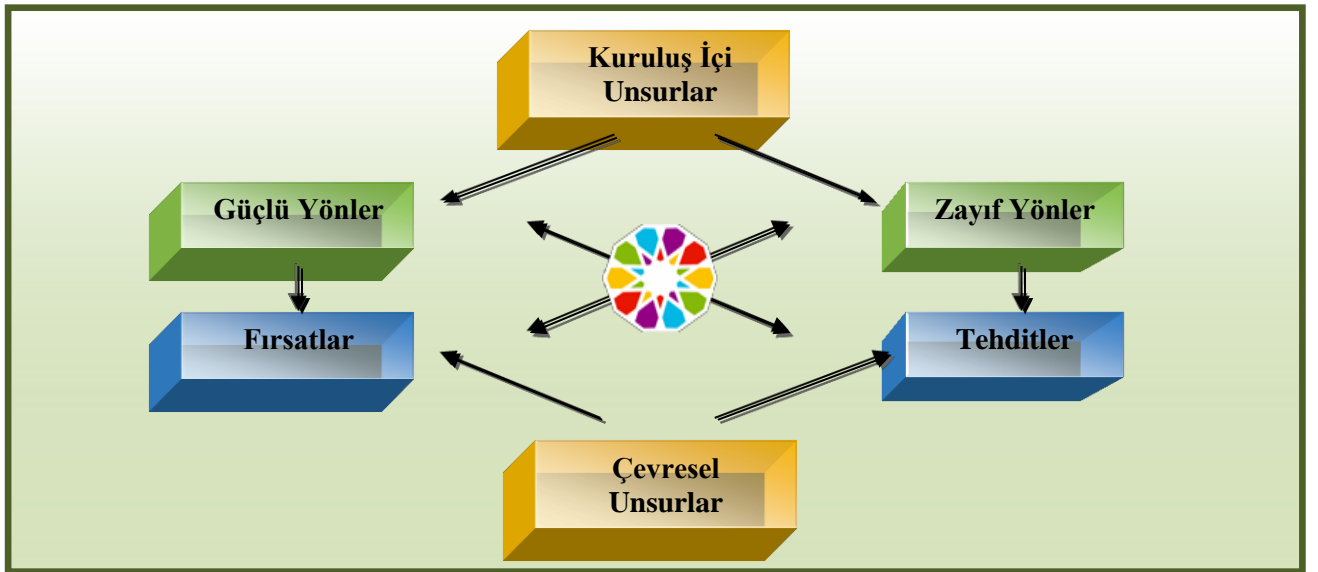 Kuruluş İçi
Unsurlar
Güçlü Yönler
Zayıf Yönler
Fırsatlar
Tehditler
Çevresel
Unsurlar